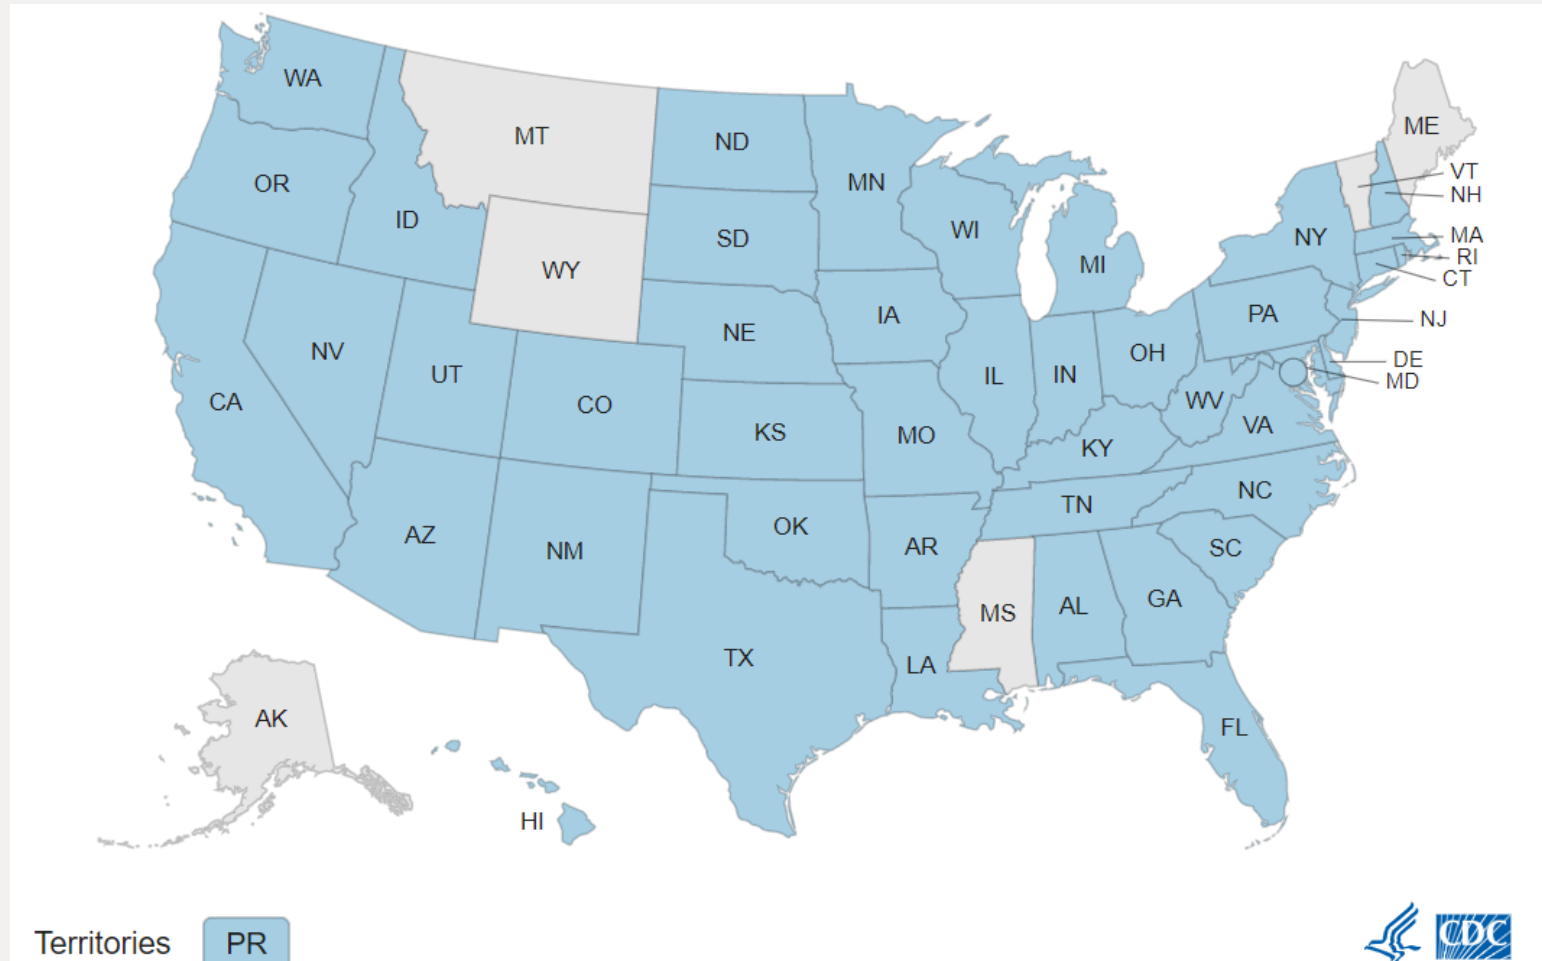 WA
MT
ME
ND
VT
OR
MN
NH
ID
WI
NY
MA
SD
RI
MI
WY
CT
PA
IA
NJ
NE
NV
OH
DE
UT
IL
IN
MD
CA
CO
WV
VA
KS
MO
KY
NC
TN
OK
AZ
AR
SC
NM
GA
AL
MS
TX
LA
AK
FL
HI
Territories PR
CDC